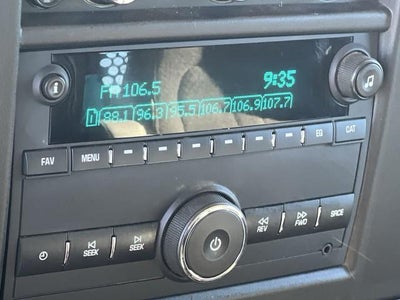 FM 106.5 9:35
1 98.1 96.3 95.5 106.7 106.9 107.7
FAV MENU EQ CAT
SEEK SEEK REV FWD SRCE